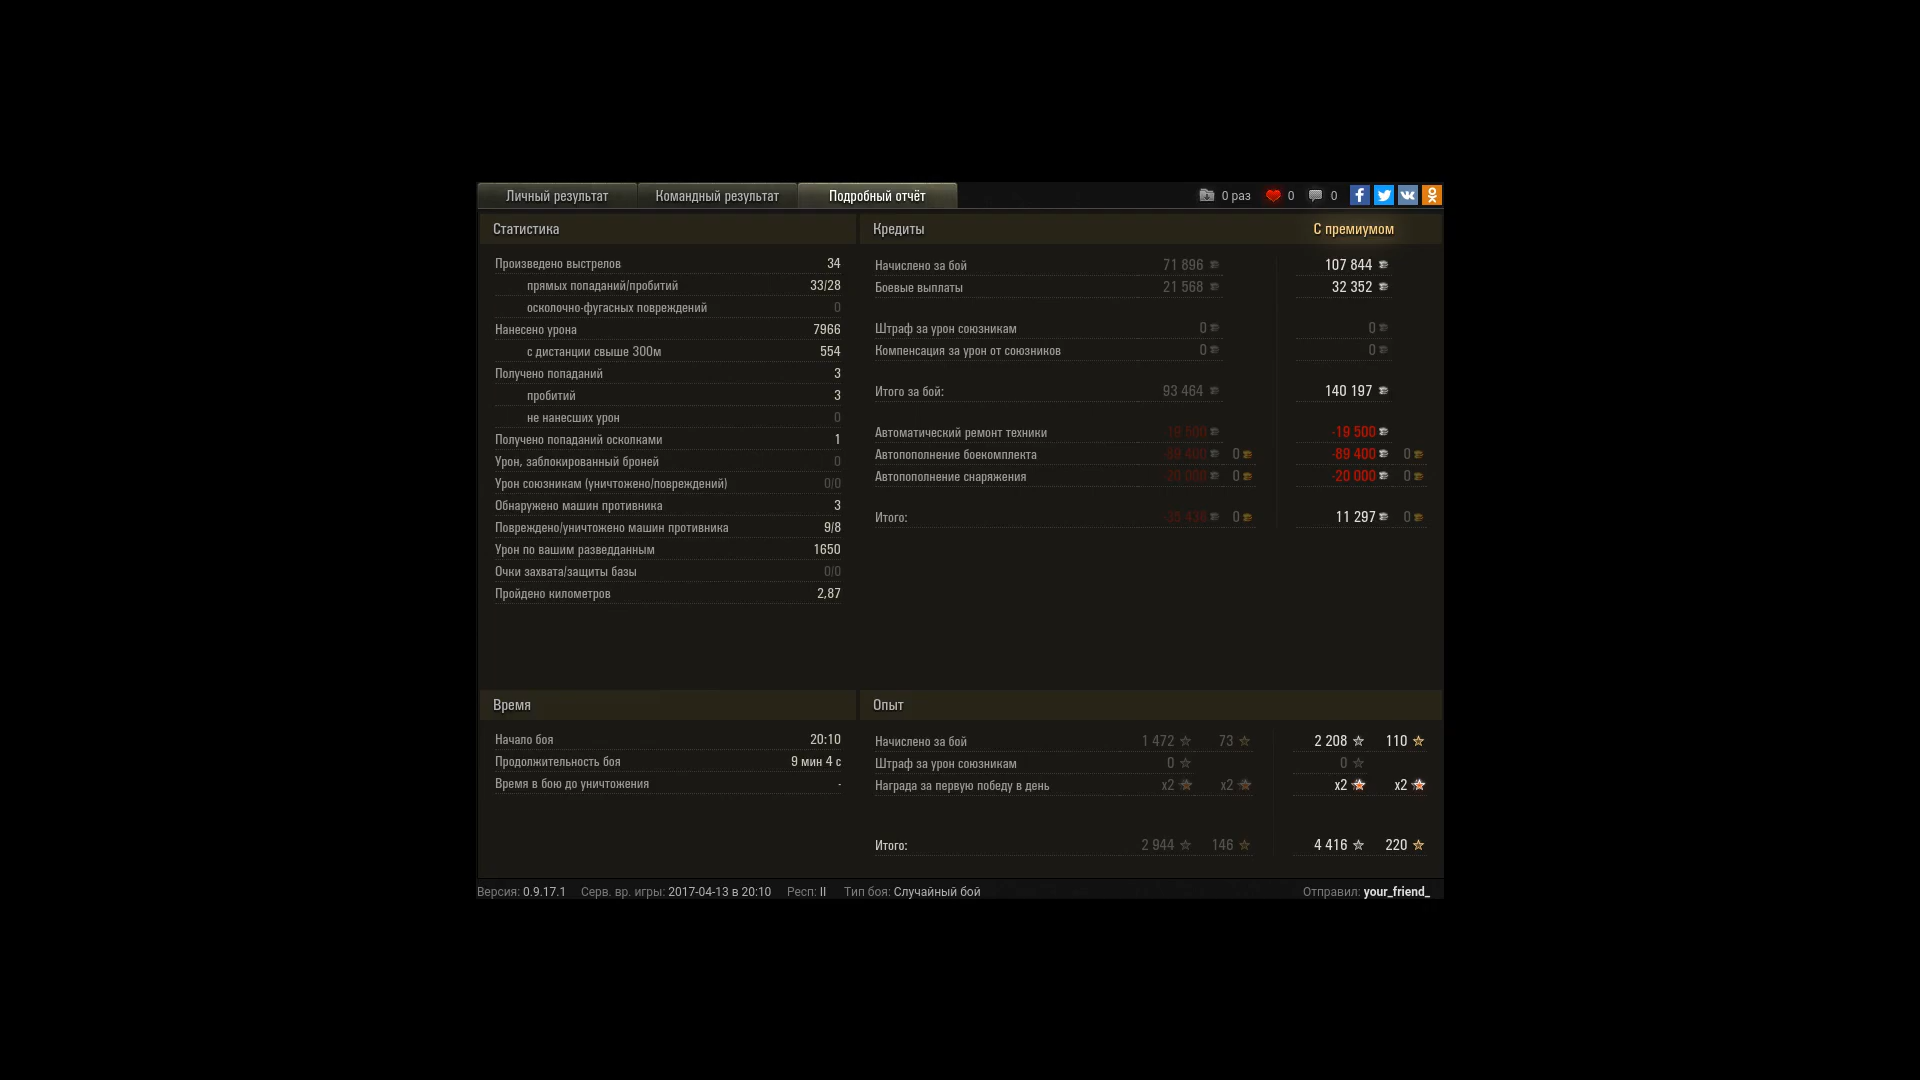 Личный результат Командный результат Подробный отчёт 0 раз 0 0
Статистика
Произведено выстрелов 34
прямых попаданий/пробитий 33/28
осколочно-фугасных повреждений 0
Нанесено урона 7966
с дистанции свыше 300м 554
Получено попаданий 3
пробитий 3
не нанесших урон 0
Получено попаданий осколками 1
Урон, заблокированный броней 0
Урон союзникам (уничтожено/повреждений) 0/0
Обнаружено машин противника 3
Повреждено/уничтожено машин противника 9/8
Урон по вашим разведданным 1650
Очки захвата/защиты базы 0/0
Пройдено километров 2,87
Кредиты С премиумом
Начислено за бой 71 896 107 844
Боевые выплаты 21 568 32 352
Штраф за урон союзникам 0 0
Компенсация за урон от союзников 0 0
Итого за бой: 93 464 140 197
Автоматический ремонт техники -19 500 -19 500
Автопополнение боекомплекта -89 400 0 -89 400 0
Автопополнение снаряжения -20 000 0 -20 000 0
Итого: -35 436 0 11 297 0
Время
Начало боя 20:10
Продолжительность боя 9 мин 4 с
Время в бою до уничтожения -
Опыт
Начислено за бой 1 472 73 2 208 110
Штраф за урон союзникам 0 0
Награда за первую победу в день x2 x2 x2 x2
Итого: 2 944 146 4 416 220
Версия: 0.9.17.1 Серв. вр. игры: 2017-04-13 в 20:10 Респ: II Тип боя: Случайный бой Отправил: your_friend_